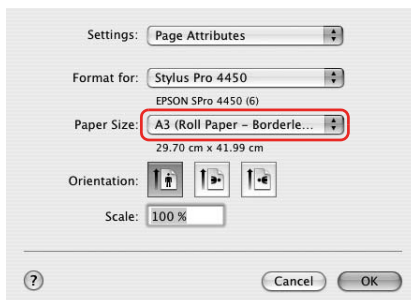 Settings: Page Attributes
Format for: Stylus Pro 4450
EPSON SPro 4450 (6)
Paper Size: A3 (Roll Paper – Borderle...
29.70 cm x 41.99 cm
Orientation:
Scale: 100 %
? Cancel OK